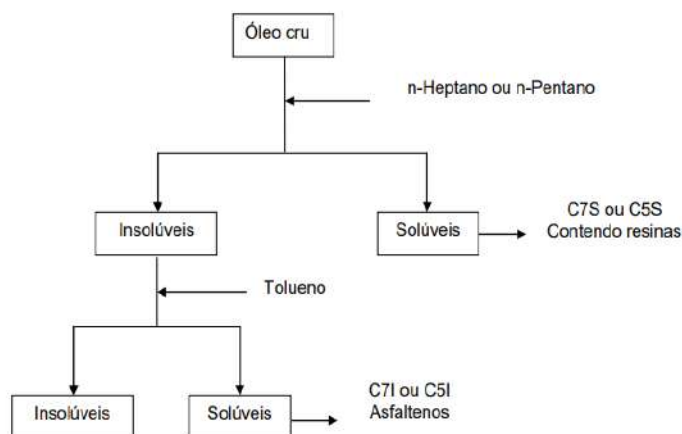 Óleo cru
n-Heptano ou n-Pentano
Insolúveis
Solúveis
C7S ou C5S
Contendo resinas
Tolueno
Insolúveis
Solúveis
C7I ou C5I
Asfaltenos